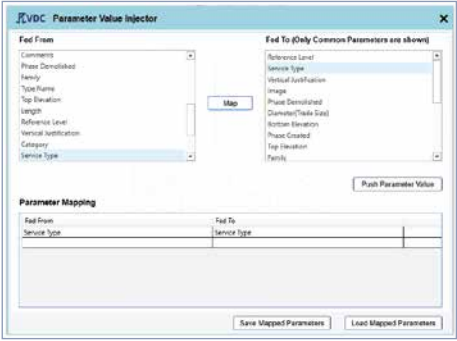 VDC Parameter Value Injector
Fed From
Comments
Phase Demolished
Family
Type Name
Top Elevation
Length
Reference Level
Vertical Justification
Category
Service Type
Map
Fed To (Only Common Parameters are shown)
Reference Level
Service Type
Vertical Justification
Image
Phase Demolished
Diameter(Trade Size)
Bottom Elevation
Phase Created
Top Elevation
Family
Push Parameter Value
Parameter Mapping
Fed From Fed To
Service Type Service Type
Save Mapped Parameters Load Mapped Parameters